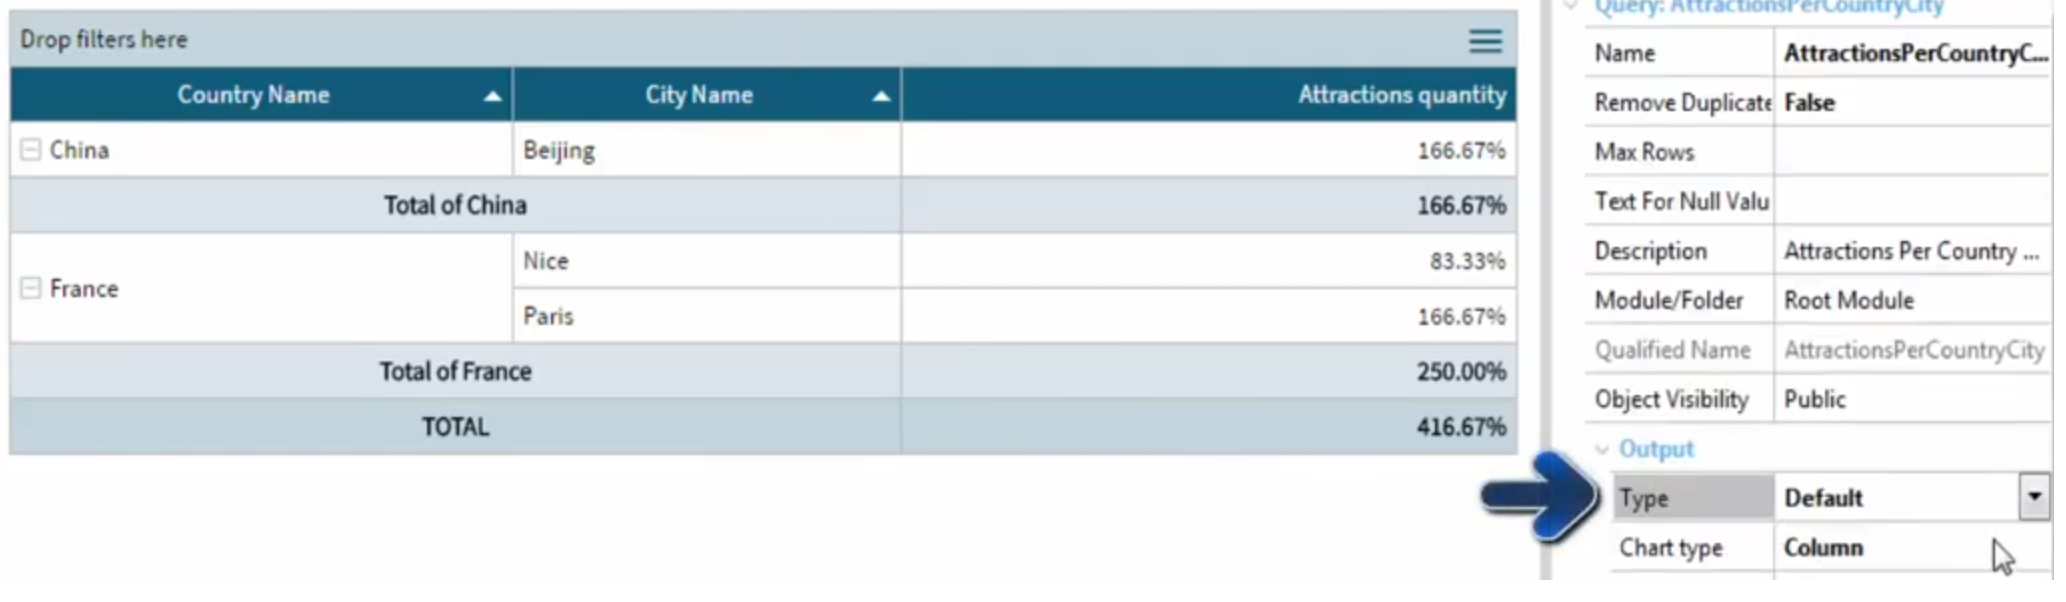 Drop filters here
Country Name City Name Attractions quantity
China Beijing 166.67%
Total of China 166.67%
Nice 83.33%
France
Paris 166.67%
Total of France 250.00%
TOTAL 416.67%
Query: AttractionsPerCountryCity
Name AttractionsPerCountryC...
Remove Duplicate False
Max Rows
Text For Null Valu
Description Attractions Per Country ...
Module/Folder Root Module
Qualified Name AttractionsPerCountryCity
Object Visibility Public
Output
Type Default
Chart type Column